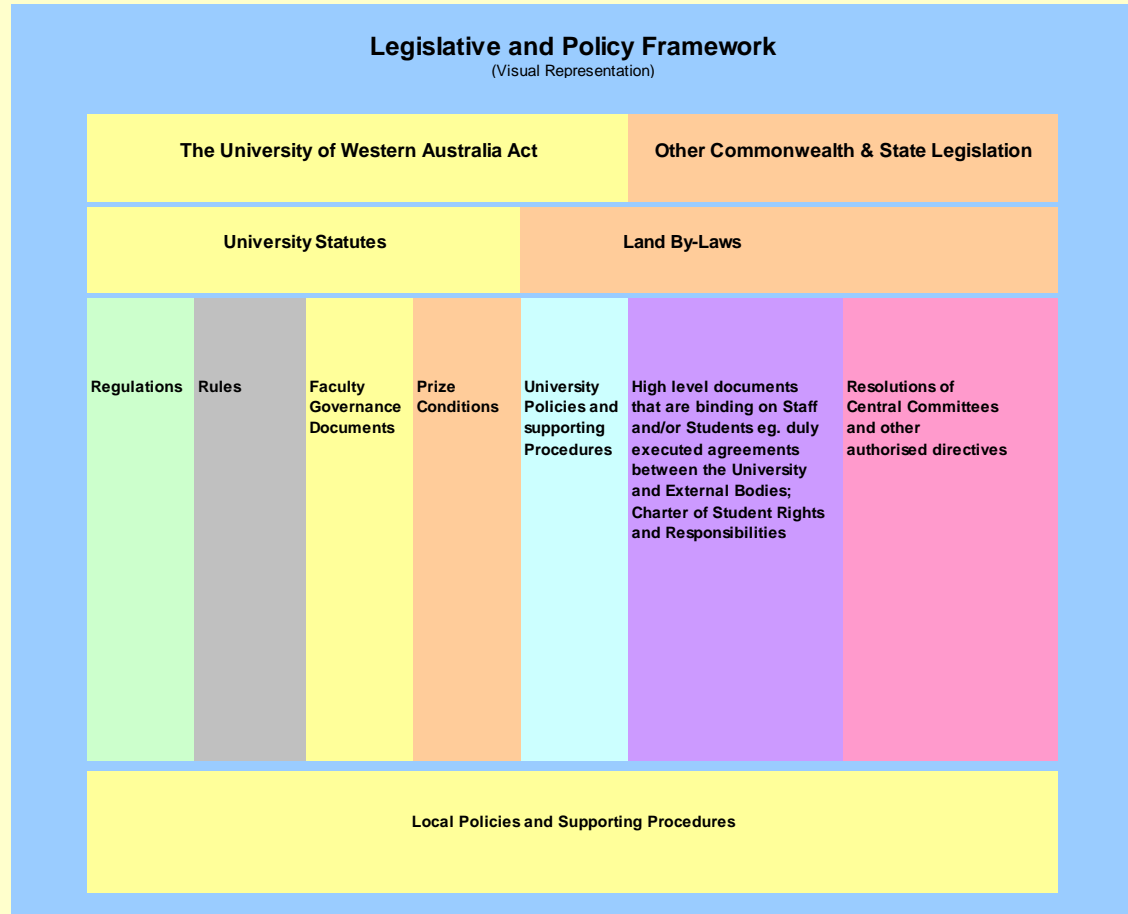 Legislative and Policy Framework
(Visual Representation)
The University of Western Australia Act
Other Commonwealth & State Legislation
University Statutes
Land By-Laws
Regulations
Rules
Faculty
Governance
Documents
Prize
Conditions
University
Policies and
supporting
Procedures
High level documents
that are binding on Staff
and/or Students eg. duly
executed agreements
between the University
and External Bodies;
Charter of Student Rights
and Responsibilities
Resolutions of
Central Committees
and other
authorised directives
Local Policies and Supporting Procedures